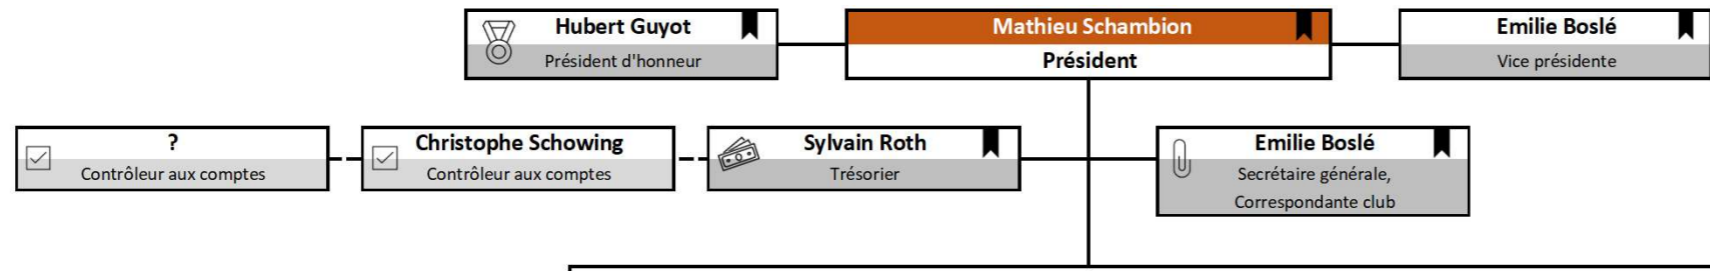 Hubert Guyot
Président d'honneur
Mathieu Schambion
Président
Emilie Boslé
Vice présidente
?
Contrôleur aux comptes
Christophe Schowing
Contrôleur aux comptes
Sylvain Roth
Trésorier
Emilie Boslé
Secrétaire générale,
Correspondante club